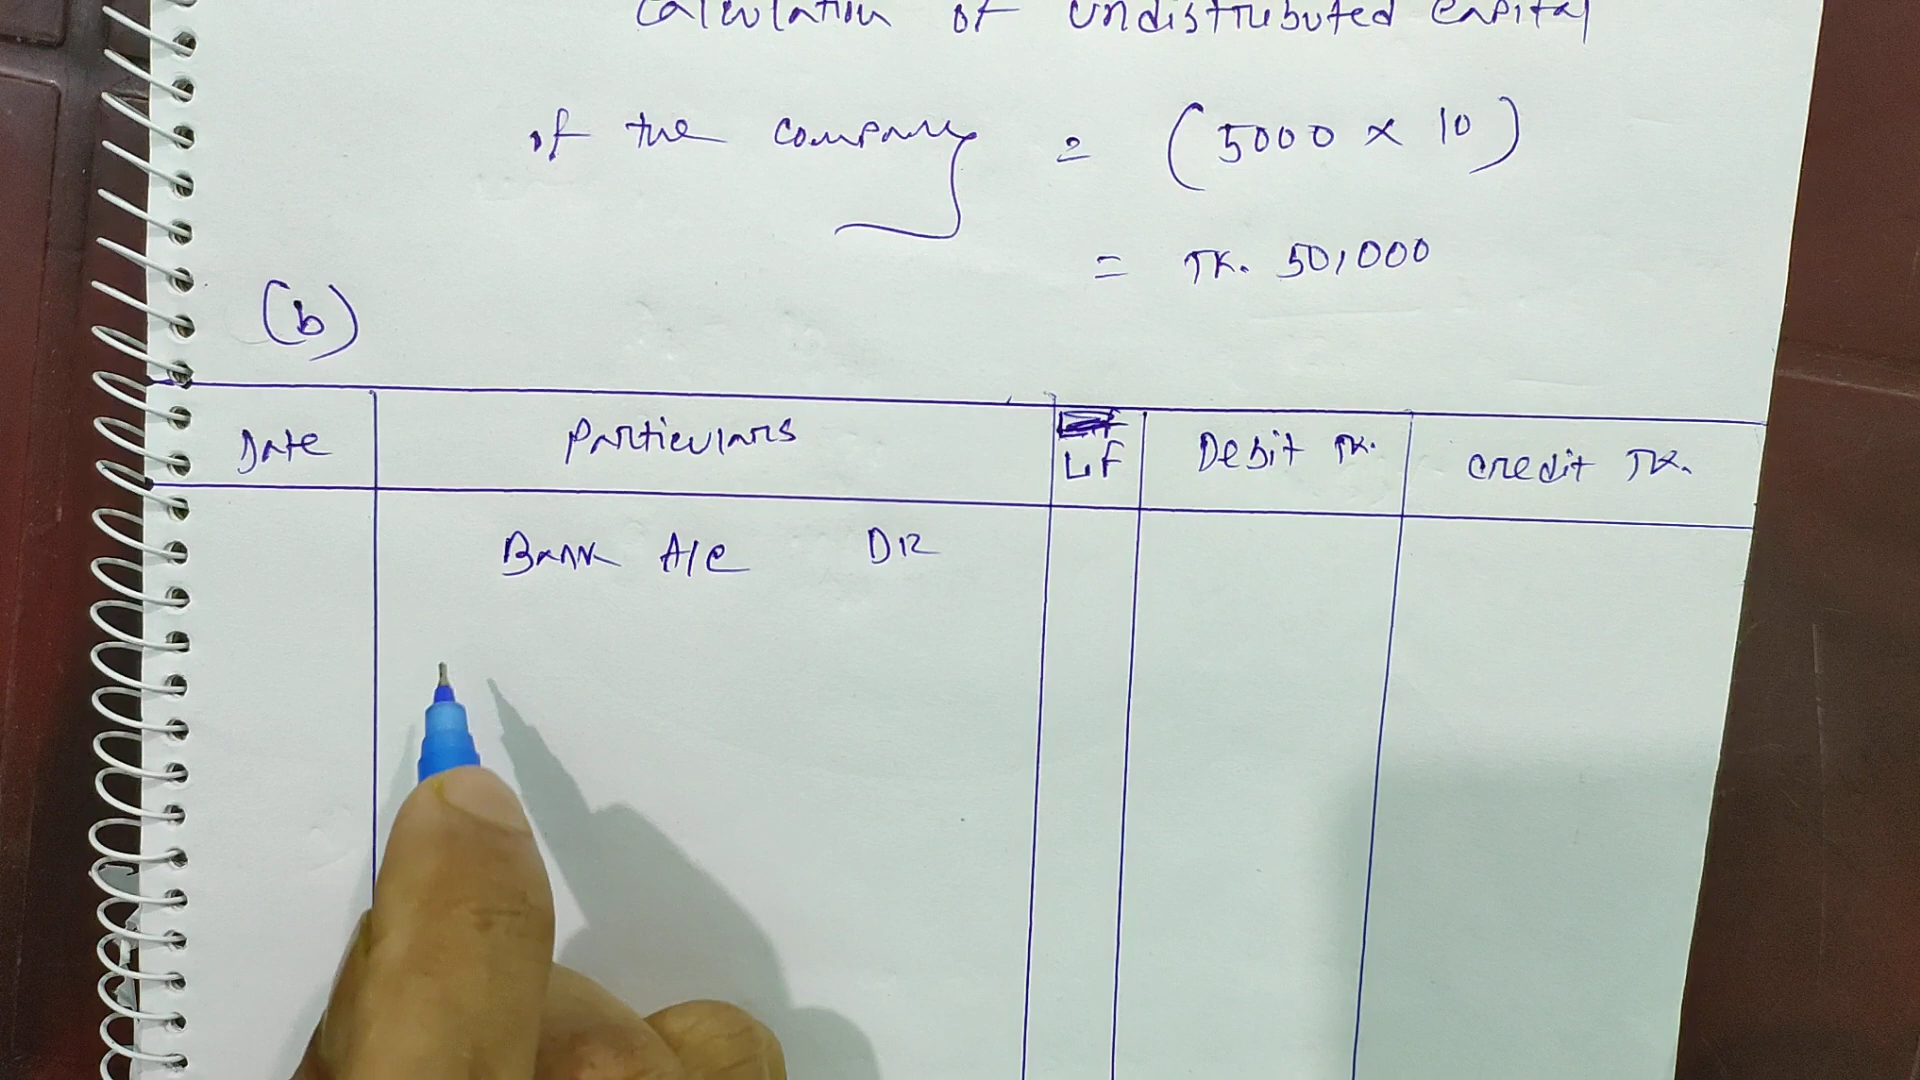 Calculation of undistributed capital
of the company = (5000 × 10)
= TK. 50,000
(b)
Date Particulars LF Debit TK. Credit TK.
Bank A/C DR